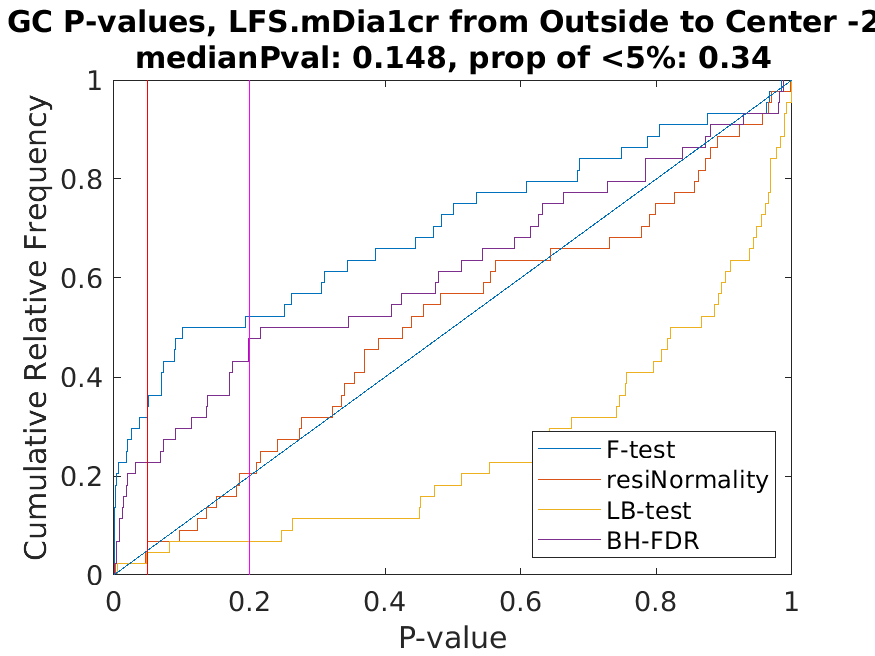 GC P-values, LFS.mDia1cr from Outside to Center -2
medianPval: 0.148, prop of <5%: 0.34
1
0.8
0.6
0.4
0.2
0
Cumulative Relative Frequency
F-test
resiNormality
LB-test
BH-FDR
0 0.2 0.4 0.6 0.8 1
P-value